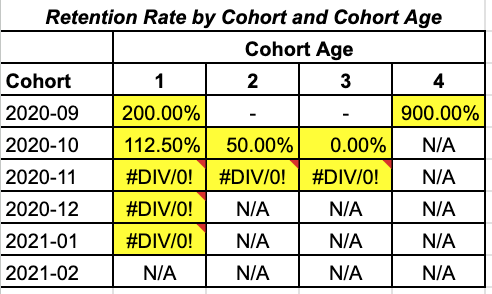 Retention Rate by Cohort and Cohort Age
Cohort Age
Cohort 1 2 3 4
2020-09 200.00% - - 900.00%
2020-10 112.50% 50.00% 0.00% N/A
2020-11 #DIV/0! #DIV/0! #DIV/0! N/A
2020-12 #DIV/0! N/A N/A N/A
2021-01 #DIV/0! N/A N/A N/A
2021-02 N/A N/A N/A N/A